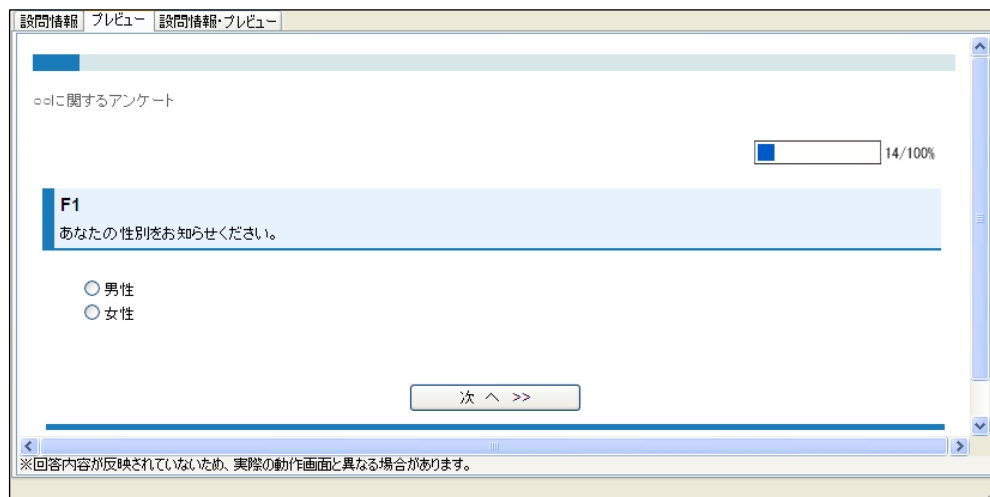 設問情報 プレビュー 設問情報・プレビュー
○○に関するアンケート
14/100%
F1
あなたの性別をお知らせください。
男性
女性
次 へ >>
※回答内容が反映されていないため、実際の動作画面と異なる場合があります。